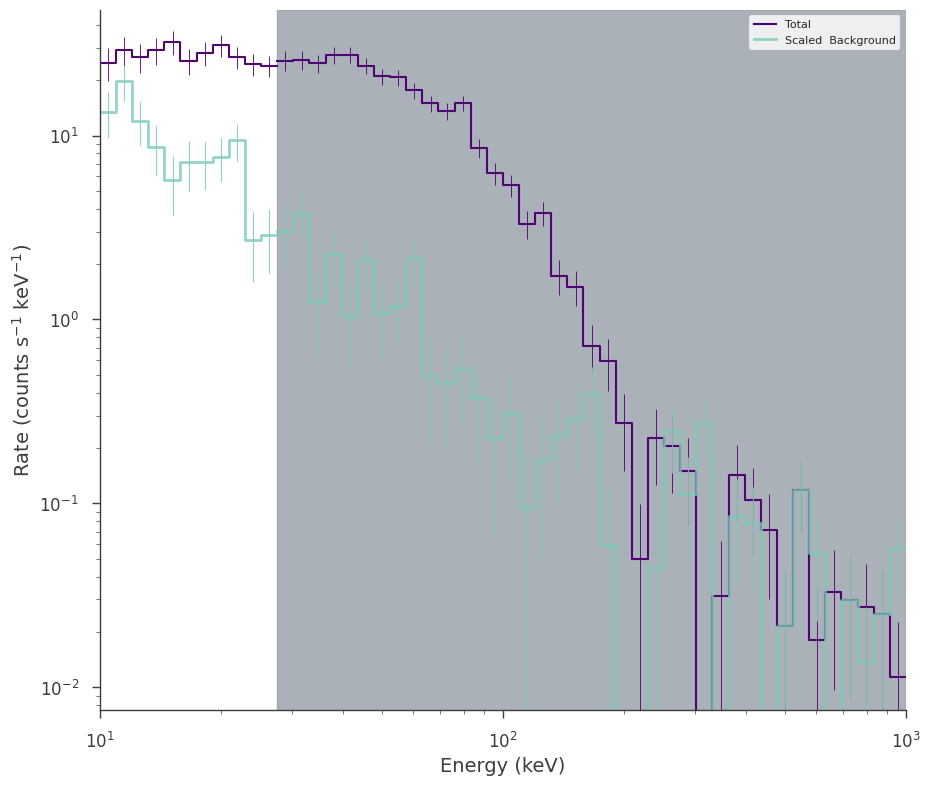 Total
Scaled  Background
Rate (counts s⁻¹ keV⁻¹)
10¹
10⁰
10⁻¹
10⁻²
10¹ 10² 10³
Energy (keV)